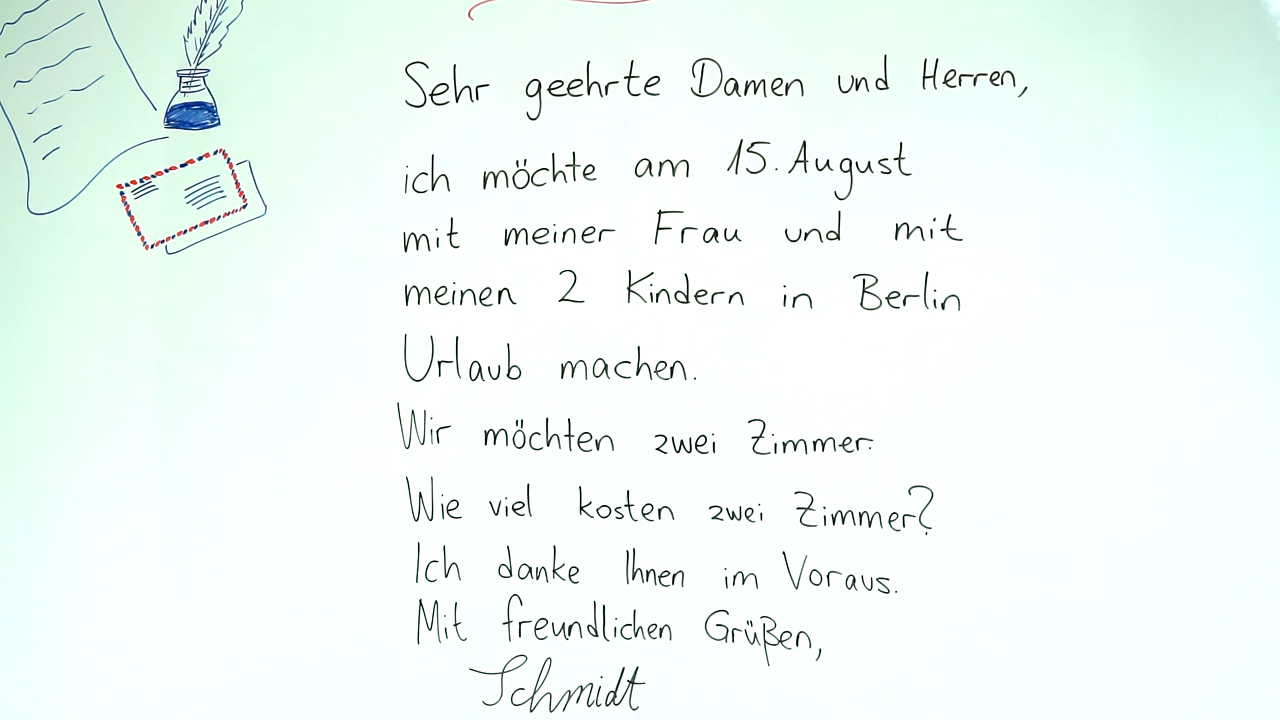 Sehr geehrte Damen und Herren,
ich möchte am 15. August
mit meiner Frau und mit
meinen 2 Kindern in Berlin
Urlaub machen.
Wir möchten zwei Zimmer.
Wie viel kosten zwei Zimmer?
Ich danke Ihnen im Voraus.
Mit freundlichen Grüßen,
Schmidt